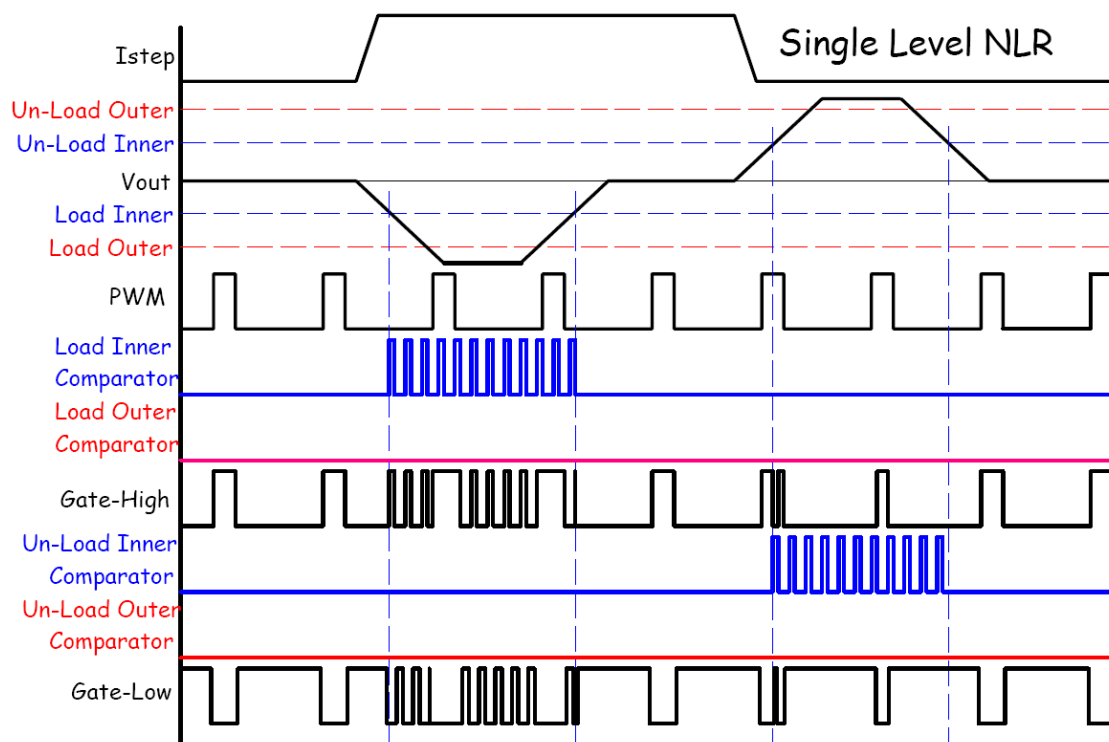 Single Level NLR
Istep
Un-Load Outer
Un-Load Inner
Vout
Load Inner
Load Outer
PWM
Load Inner
Comparator
Load Outer
Comparator
Gate-High
Un-Load Inner
Comparator
Un-Load Outer
Comparator
Gate-Low